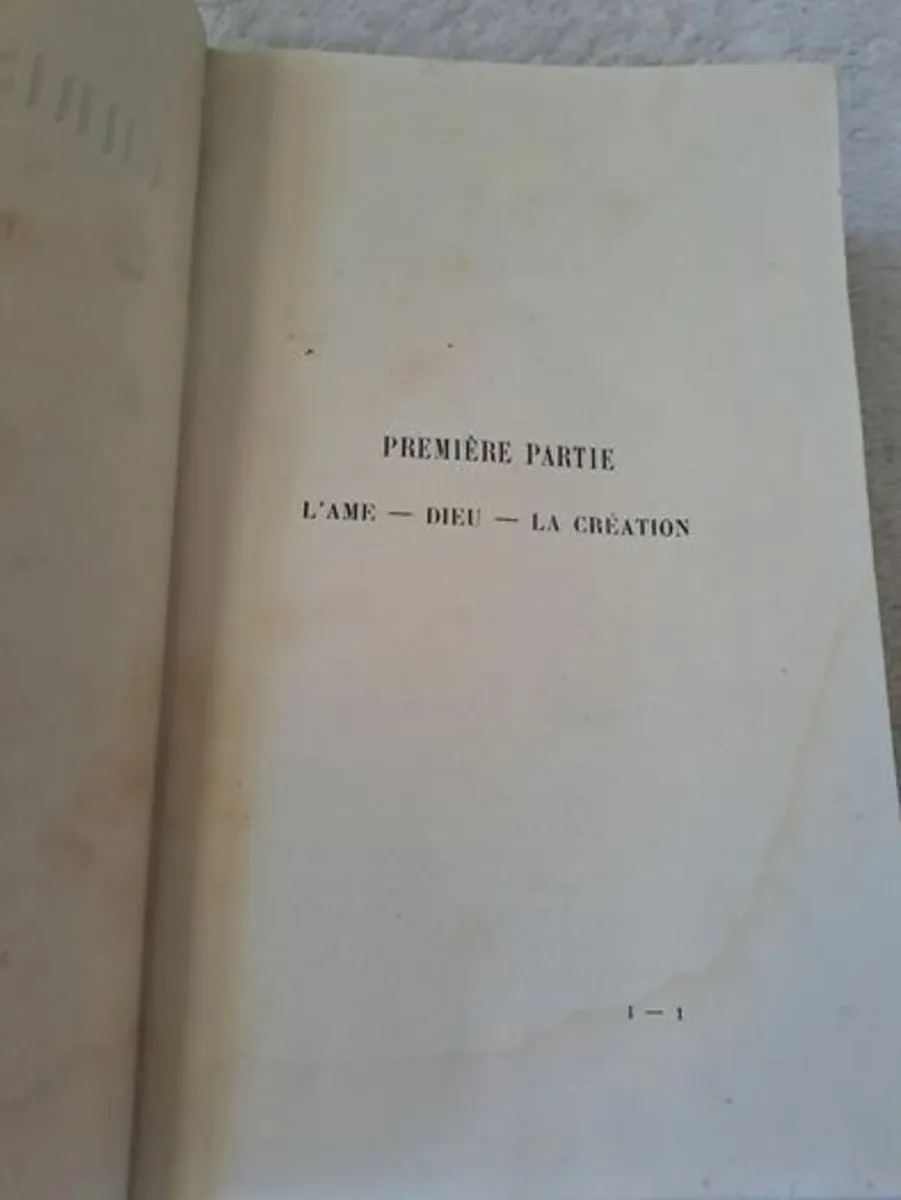 PREMIÈRE PARTIE
L'AME — DIEU — LA CRÉATION
I — 1